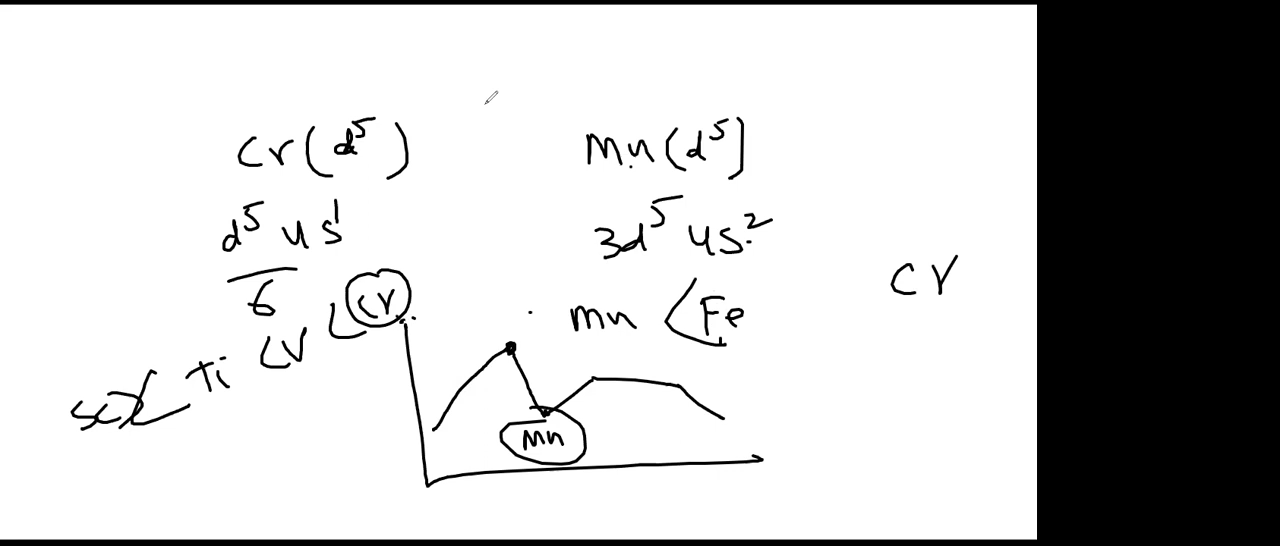 Cr(d⁵) Mn(d⁵]
d⁵ 4s¹ 3d⁵ 4s²
6
Sc < Ti < V < Cr
Mn < Fe
Cr
Mn